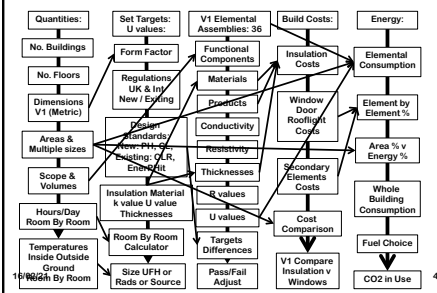 Quantities:
No. Buildings
No. Floors
Dimensions
V1 (Metric)
Areas &
Multiple sizes
Scope &
Volumes
Hours/Day
Room By Room
Temperatures
Inside Outside
Ground
Room By Room
16/02/21
Set Targets:
U values:
Form Factor
Regulations
UK & Int
New / Exiting
Design
Standards:
New: PH, CL,
Existing: CLR,
EnerPHit
Insulation Material
k value U value
Thicknesses
Room By Room
Calculator
Size UFH or
Rads or Source
V1 Elemental
Assemblies: 36
Functional
Components
Materials
Products
Conductivity
Resistivity
Thicknesses
R values
U values
Targets
Differences
Pass/Fail
Adjust
Build Costs:
Insulation
Costs
Window
Door
Rooflight
Costs
Secondary
Elements
Costs
Cost
Comparison
V1 Compare
Insulation v
Windows
Energy:
Elemental
Consumption
Element by
Element %
Area % v
Energy %
Whole
Building
Consumption
Fuel Choice
CO2 in Use
4